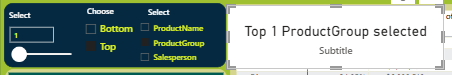 Select
1
Choose
Bottom
Top
Select
ProductName
ProductGroup
Salesperson
Top 1 ProductGroup selected
Subtitle